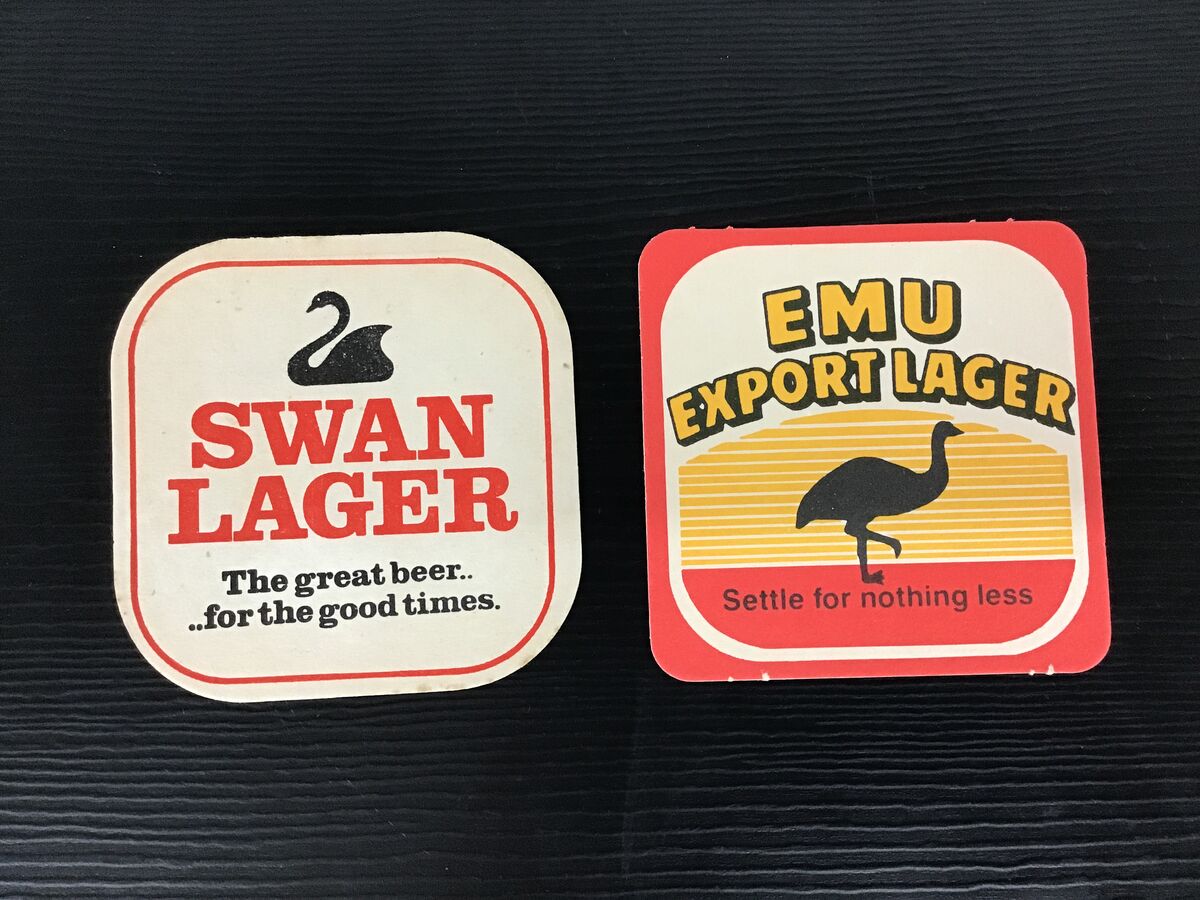 SWAN
LAGER
The great beer..
..for the good times.
EMU
EXPORT LAGER
Settle for nothing less